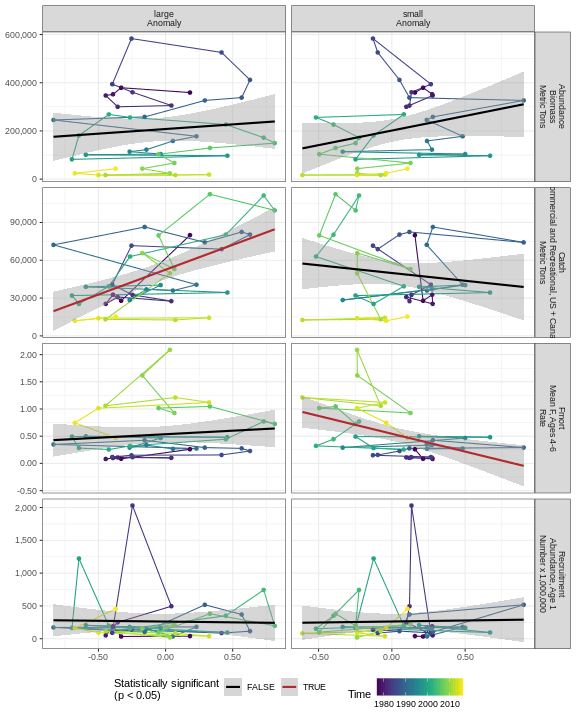 large
Anomaly
small
Anomaly
600,000
400,000
200,000
0
Abundance
Biomass
Metric Tons
90,000
60,000
30,000
0
Catch
ommercial and Recreational, US + Cana
Metric Tons
2.00
1.50
1.00
0.50
0.00
-0.50
Fmort
Mean F, Ages 4-6
Rate
2,000
1,500
1,000
500
0
Recruitment
Abundance, Age 1
Number x 1,000,000
-0.50
0.00
0.50
-0.50
0.00
0.50
Statistically significant
(p < 0.05)
FALSE
TRUE
Time
1980 1990 2000 2010